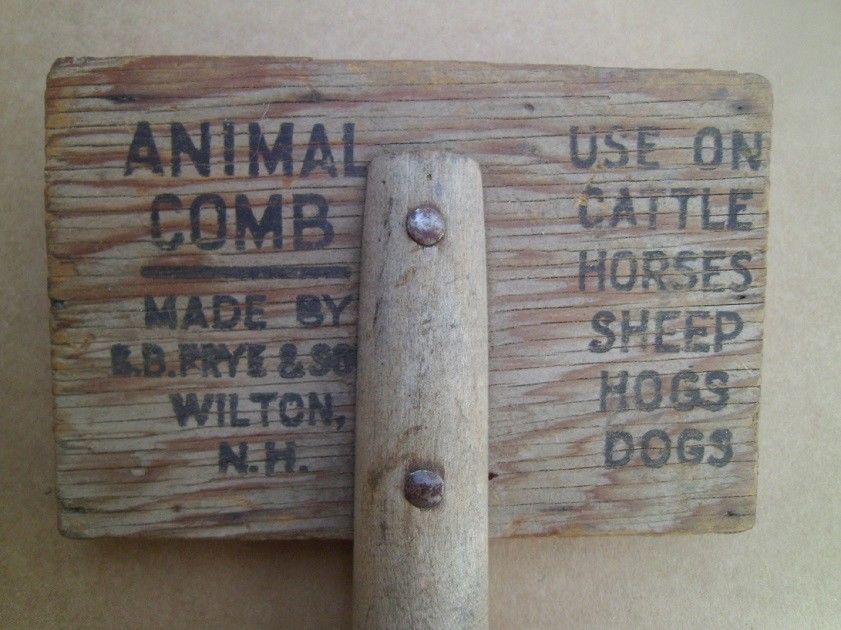 ANIMAL
COMB
MADE BY
E.B. FRYE & SO
WILTON,
N.H.
USE ON
CATTLE
HORSES
SHEEP
HOGS
DOGS